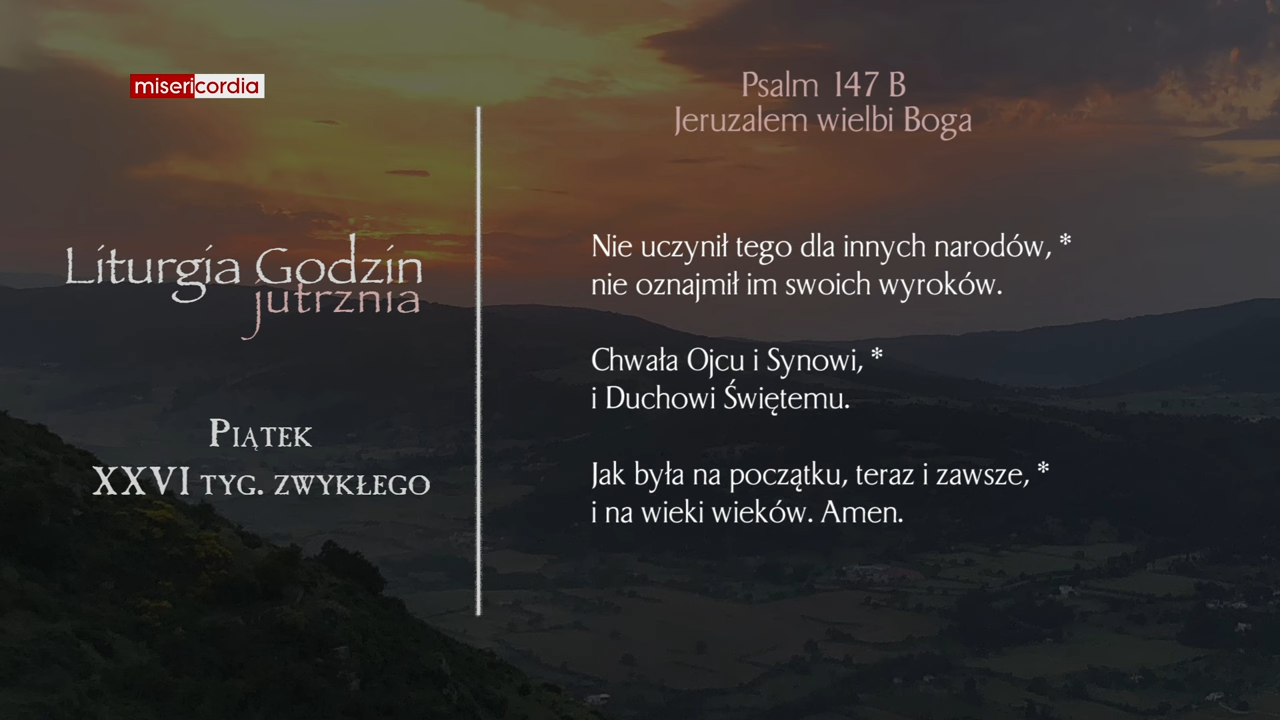 misericordia
Liturgia Godzin
jutrznia
Piątek
XXVI tyg. zwykłego
Psalm 147 B
Jeruzalem wielbi Boga
Nie uczynił tego dla innych narodów, *
nie oznajmił im swoich wyroków.
Chwała Ojcu i Synowi, *
i Duchowi Świętemu.
Jak była na początku, teraz i zawsze, *
i na wieki wieków. Amen.